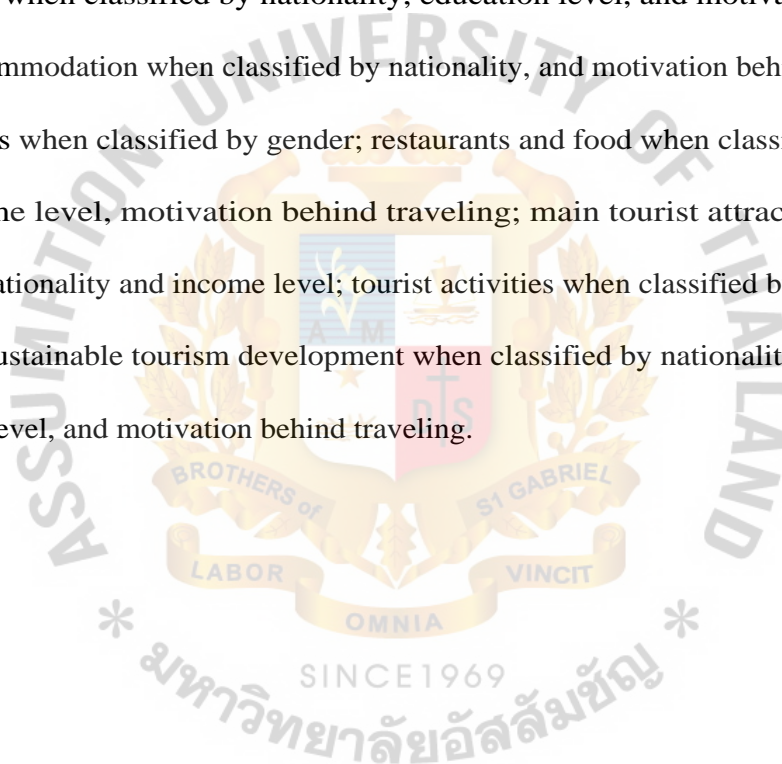 when classified by nationality, education level, and motiva
mmodation when classified by nationality, and motivation beh
s when classified by gender; restaurants and food when classi
ne level, motivation behind traveling; main tourist attrac
ationality and income level; tourist activities when classified b
ustainable tourism development when classified by nationalit
evel, and motivation behind traveling.
ASSUMPTION UNIVERSITY OF THAILAND
A M
D S
BROTHERS of
ST GABRIEL
LABOR
VINCIT
OMNIA
SINCE1969
* มหาวิทยาลัยอัสสัมชัญ *